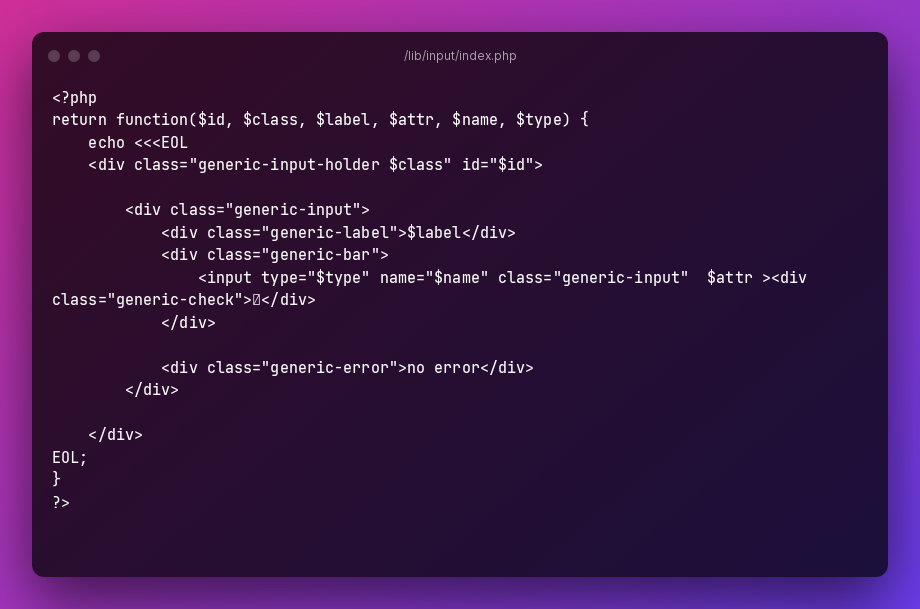 /lib/input/index.php
<?php
return function($id, $class, $label, $attr, $name, $type) {
    echo <<<EOL
    <div class="generic-input-holder $class" id="$id">
        <div class="generic-input">
            <div class="generic-label">$label</div>
            <div class="generic-bar">
                <input type="$type" name="$name" class="generic-input"  $attr ><div
class="generic-check"></div>
            </div>
            <div class="generic-error">no error</div>
        </div>
    </div>
EOL;
}
?>